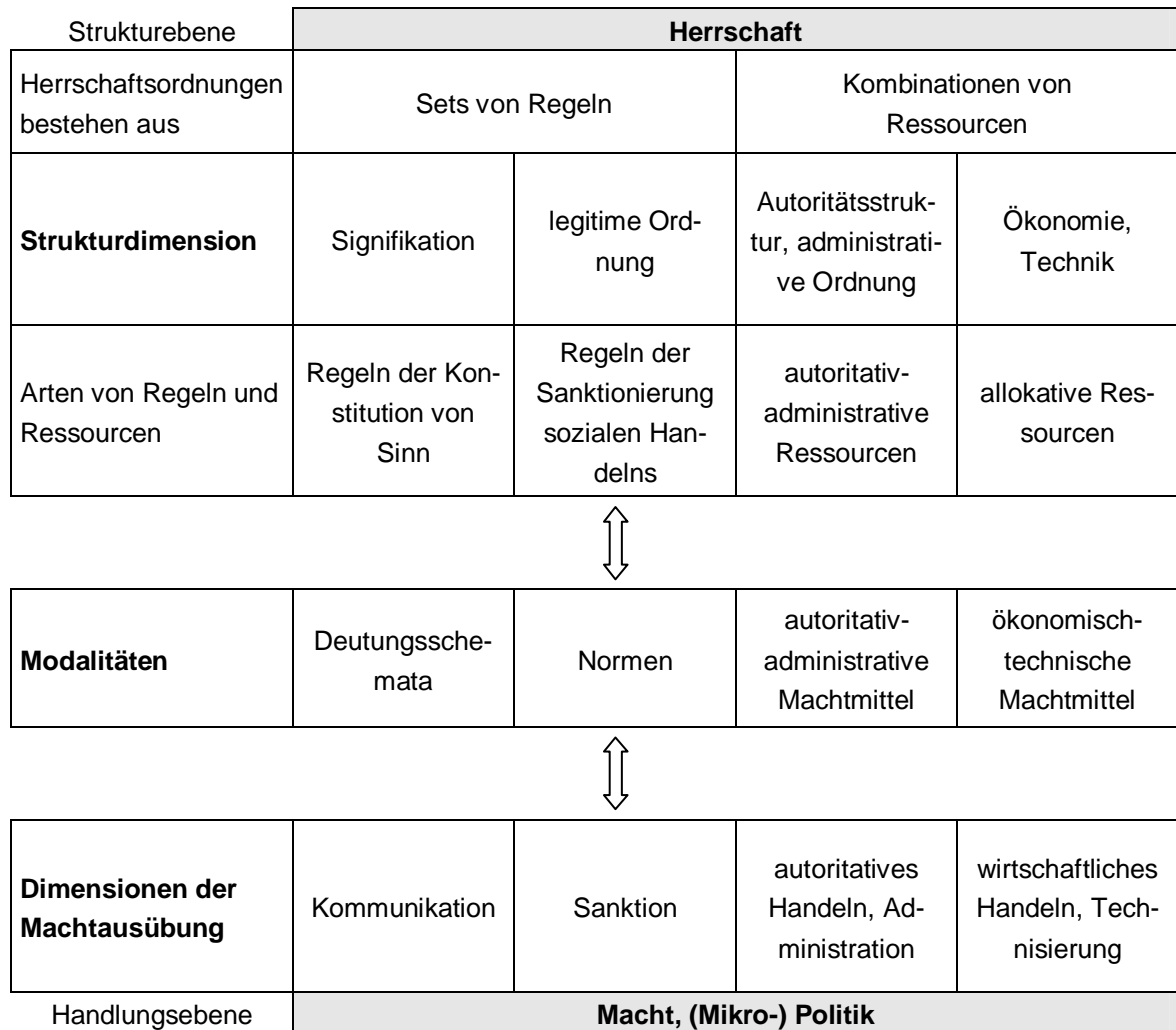 Strukturebene
Herrschaft
Herrschaftsordnungen
bestehen aus
Sets von Regeln
Kombinationen von
Ressourcen
Strukturdimension
Signifikation
legitime Ord-
nung
Autoritätsstruk-
tur, administrati-
ve Ordnung
Ökonomie,
Technik
Arten von Regeln und
Ressourcen
Regeln der Kon-
stitution von
Sinn
Regeln der
Sanktionierung
sozialen Han-
delns
autoritativ-
administrative
Ressourcen
allokative Res-
sourcen
Modalitäten
Deutungssche-
mata
Normen
autoritativ-
administrative
Machtmittel
ökonomisch-
technische
Machtmittel
Dimensionen der
Machtausübung
Kommunikation
Sanktion
autoritatives
Handeln, Ad-
ministration
wirtschaftliches
Handeln, Tech-
nisierung
Handlungsebene
Macht, (Mikro-) Politik